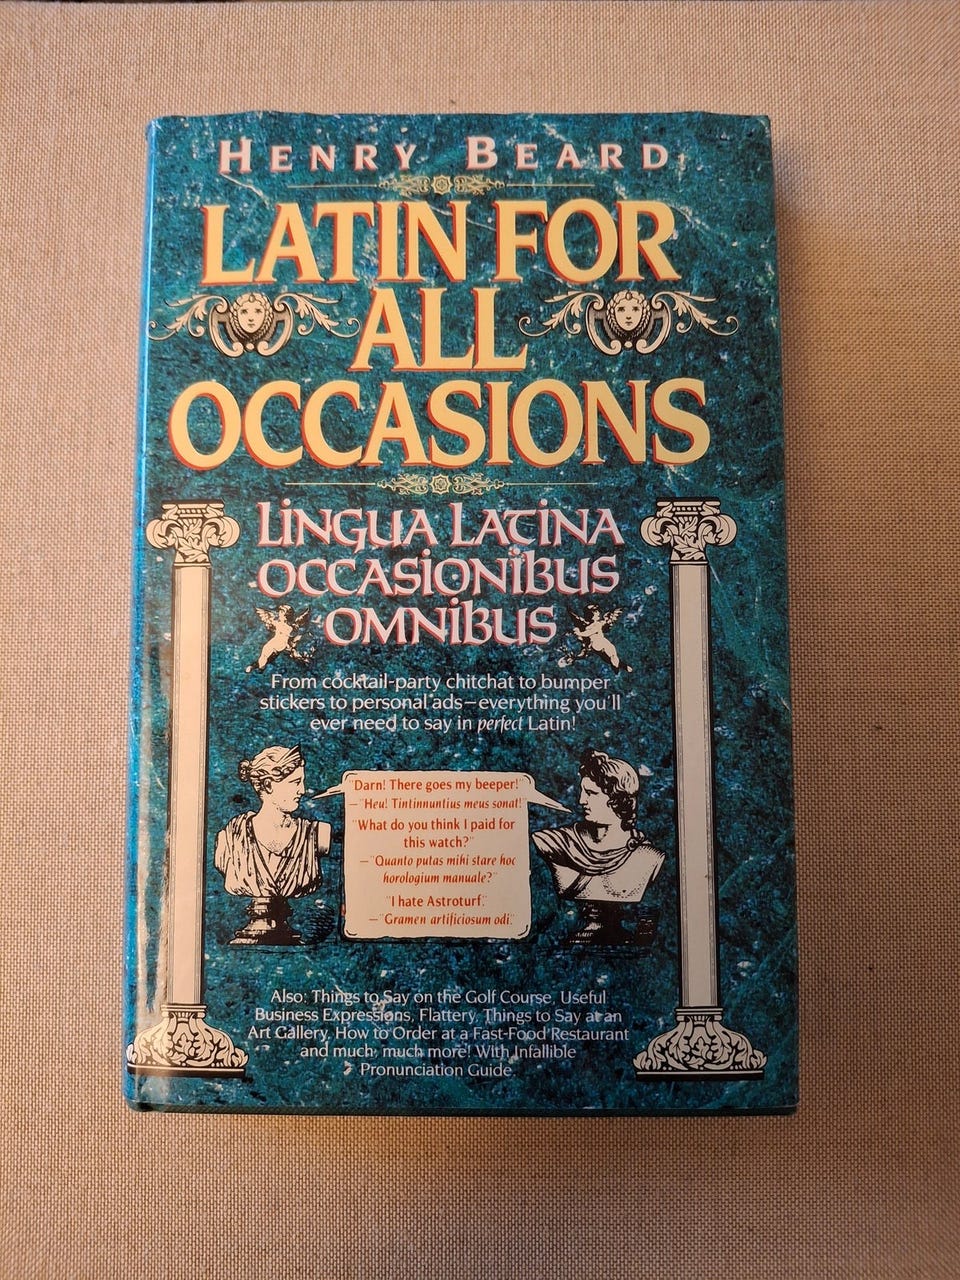 HENRY BEARD
LATIN FOR
ALL
OCCASIONS
LINGUA LATINA
OCCASIONIBUS
OMNIBUS
From cocktail-party chitchat to bumper
stickers to personal ads—everything you'll
ever need to say in perfect Latin!
"Darn! There goes my beeper!"
—"Heu! Tintinnuntius meus sonat!"
"What do you think I paid for
this watch?"
—"Quanto putas mihi stare hoc
horologium manuale?"
"I hate Astroturf."
—"Gramen artificiosum odi."
Also: Things to Say on the Golf Course, Useful
Business Expressions, Flattery, Things to Say at an
Art Gallery, How to Order at a Fast-Food Restaurant
and much, much more! With Infallible
Pronunciation Guide.